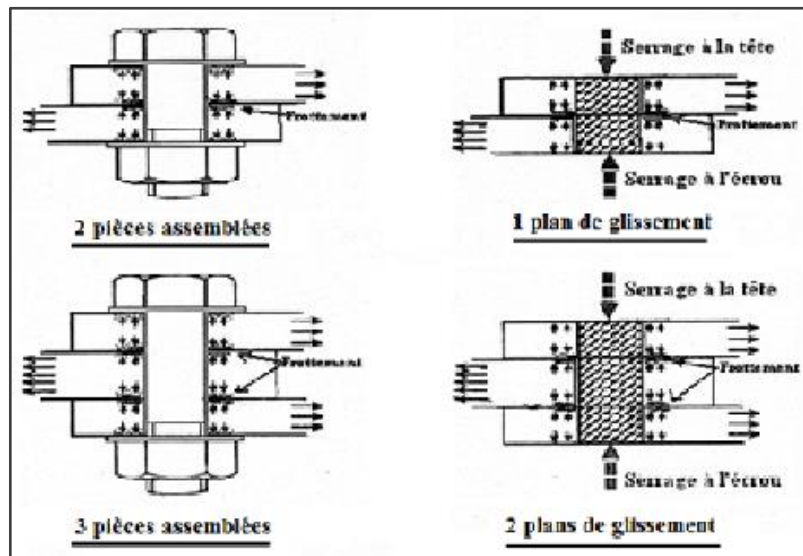 Serrage à la tête
Frottement
Frottement
Serrage à l'écrou
2 pièces assemblées
1 plan de glissement
Serrage à la tête
Frottement
Frottement
Serrage à l'écrou
3 pièces assemblées
2 plans de glissement